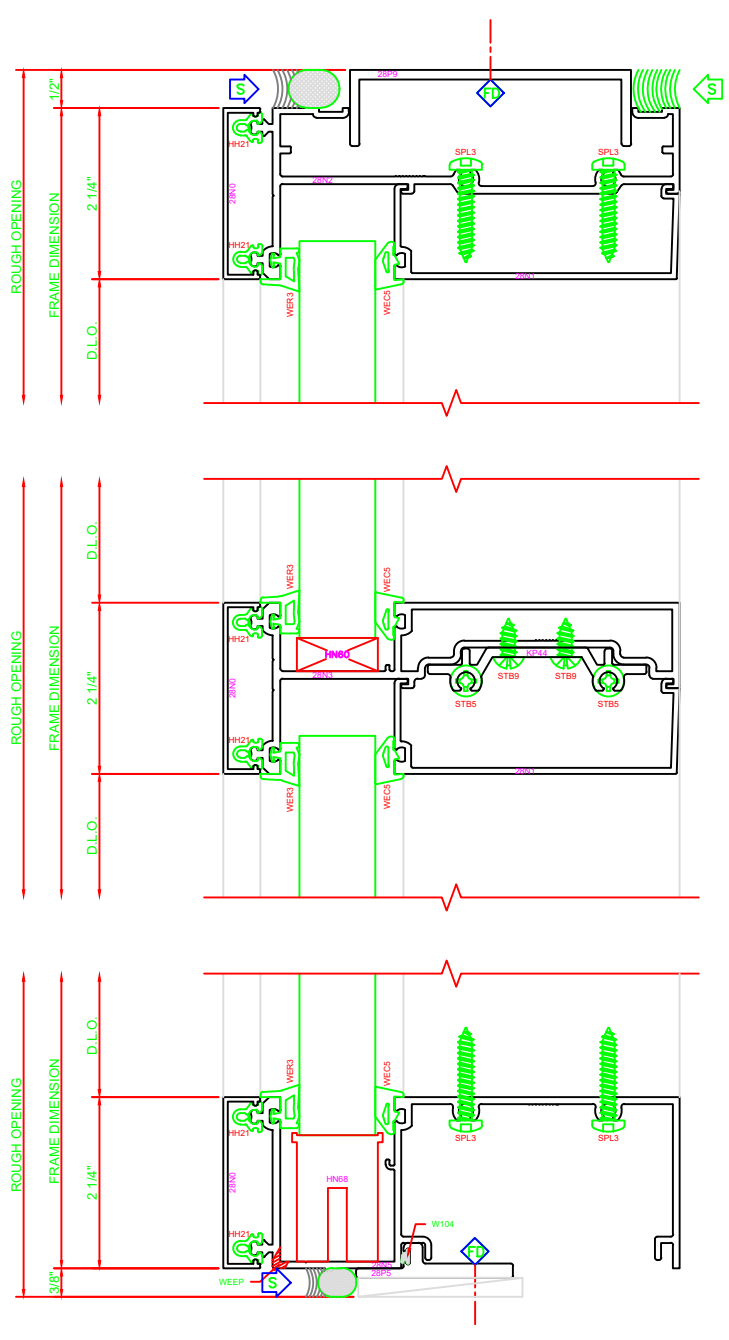 28P9
S
FD
S
1/2"
HH21
SPL3
SPL3
28N0
28N2
2 1/4"
ROUGH OPENING
FRAME DIMENSION
HH21
WER3
WEC5
D.L.O.
D.L.O.
WER3
WEC5
HH21
HN60
KP44
28N3
STB5
STB9
STB9
STB5
28N0
2 1/4"
ROUGH OPENING
FRAME DIMENSION
HH21
WER3
WEC5
D.L.O.
D.L.O.
WER3
WEC5
HH21
SPL3
SPL3
28N0
HN68
2 1/4"
ROUGH OPENING
FRAME DIMENSION
W104
HH21
FD
28N5
28P5
WEEP
S
3/8"